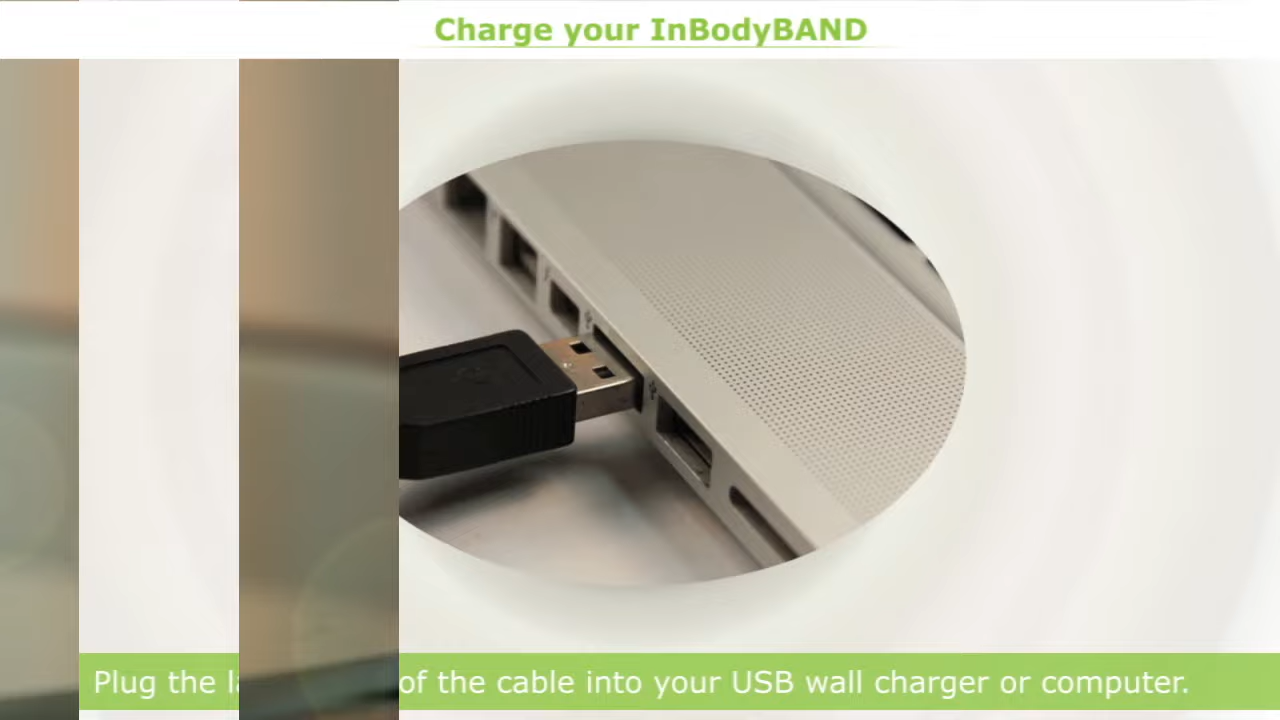 Charge your InBodyBAND
Plug the of the cable into your USB wall charger or computer.